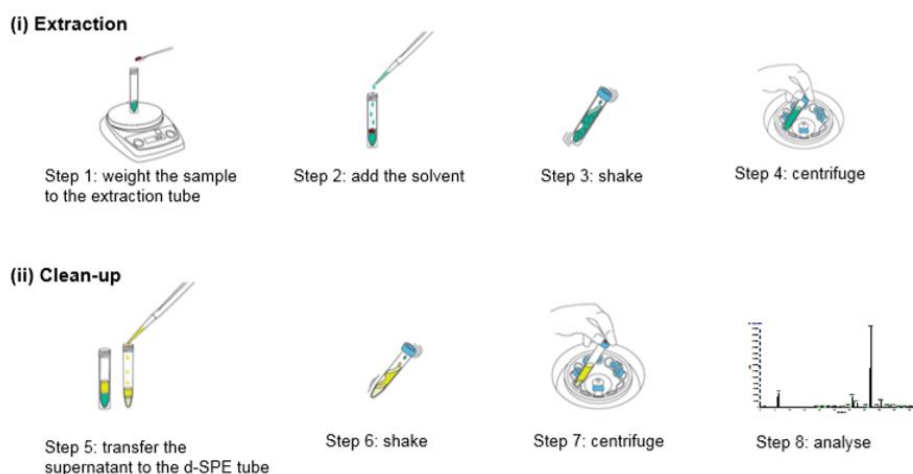 (i) Extraction
Step 1: weight the sample
to the extraction tube
Step 2: add the solvent
Step 3: shake
Step 4: centrifuge
(ii) Clean-up
Step 5: transfer the
supernatant to the d-SPE tube
Step 6: shake
Step 7: centrifuge
Step 8: analyse